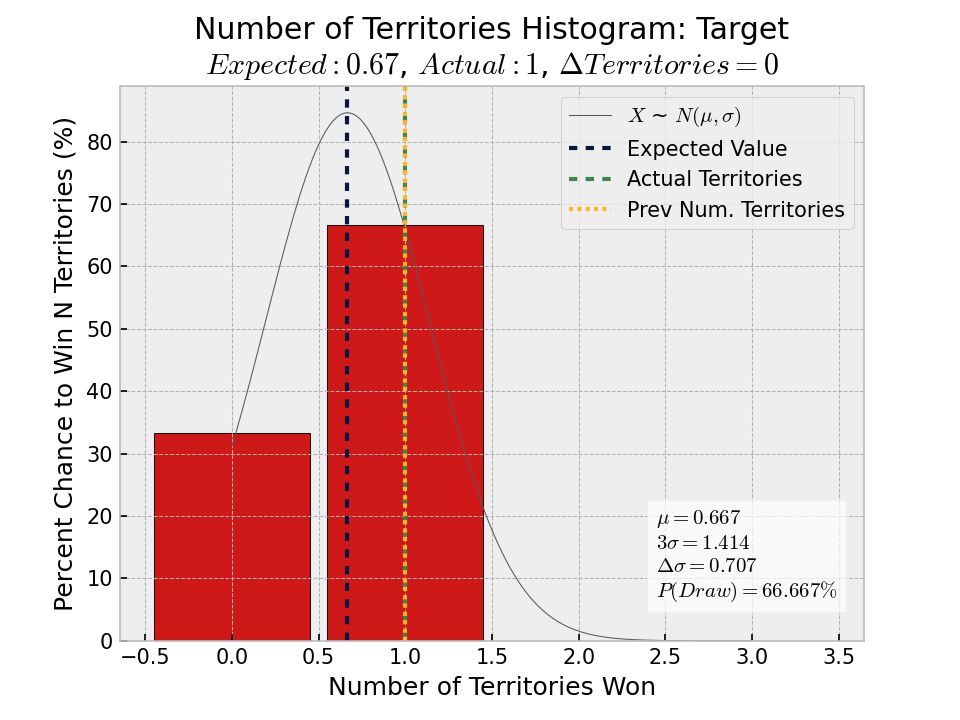 Number of Territories Histogram: Target
Expected : 0.67, Actual : 1, ΔTerritories = 0
Percent Chance to Win N Territories (%)
80
70
60
50
40
30
20
10
0
X ~ N(μ, σ)
Expected Value
Actual Territories
Prev Num. Territories
μ = 0.667
3σ = 1.414
Δσ = 0.707
P(Draw) = 66.667%
−0.5 0.0 0.5 1.0 1.5 2.0 2.5 3.0 3.5
Number of Territories Won